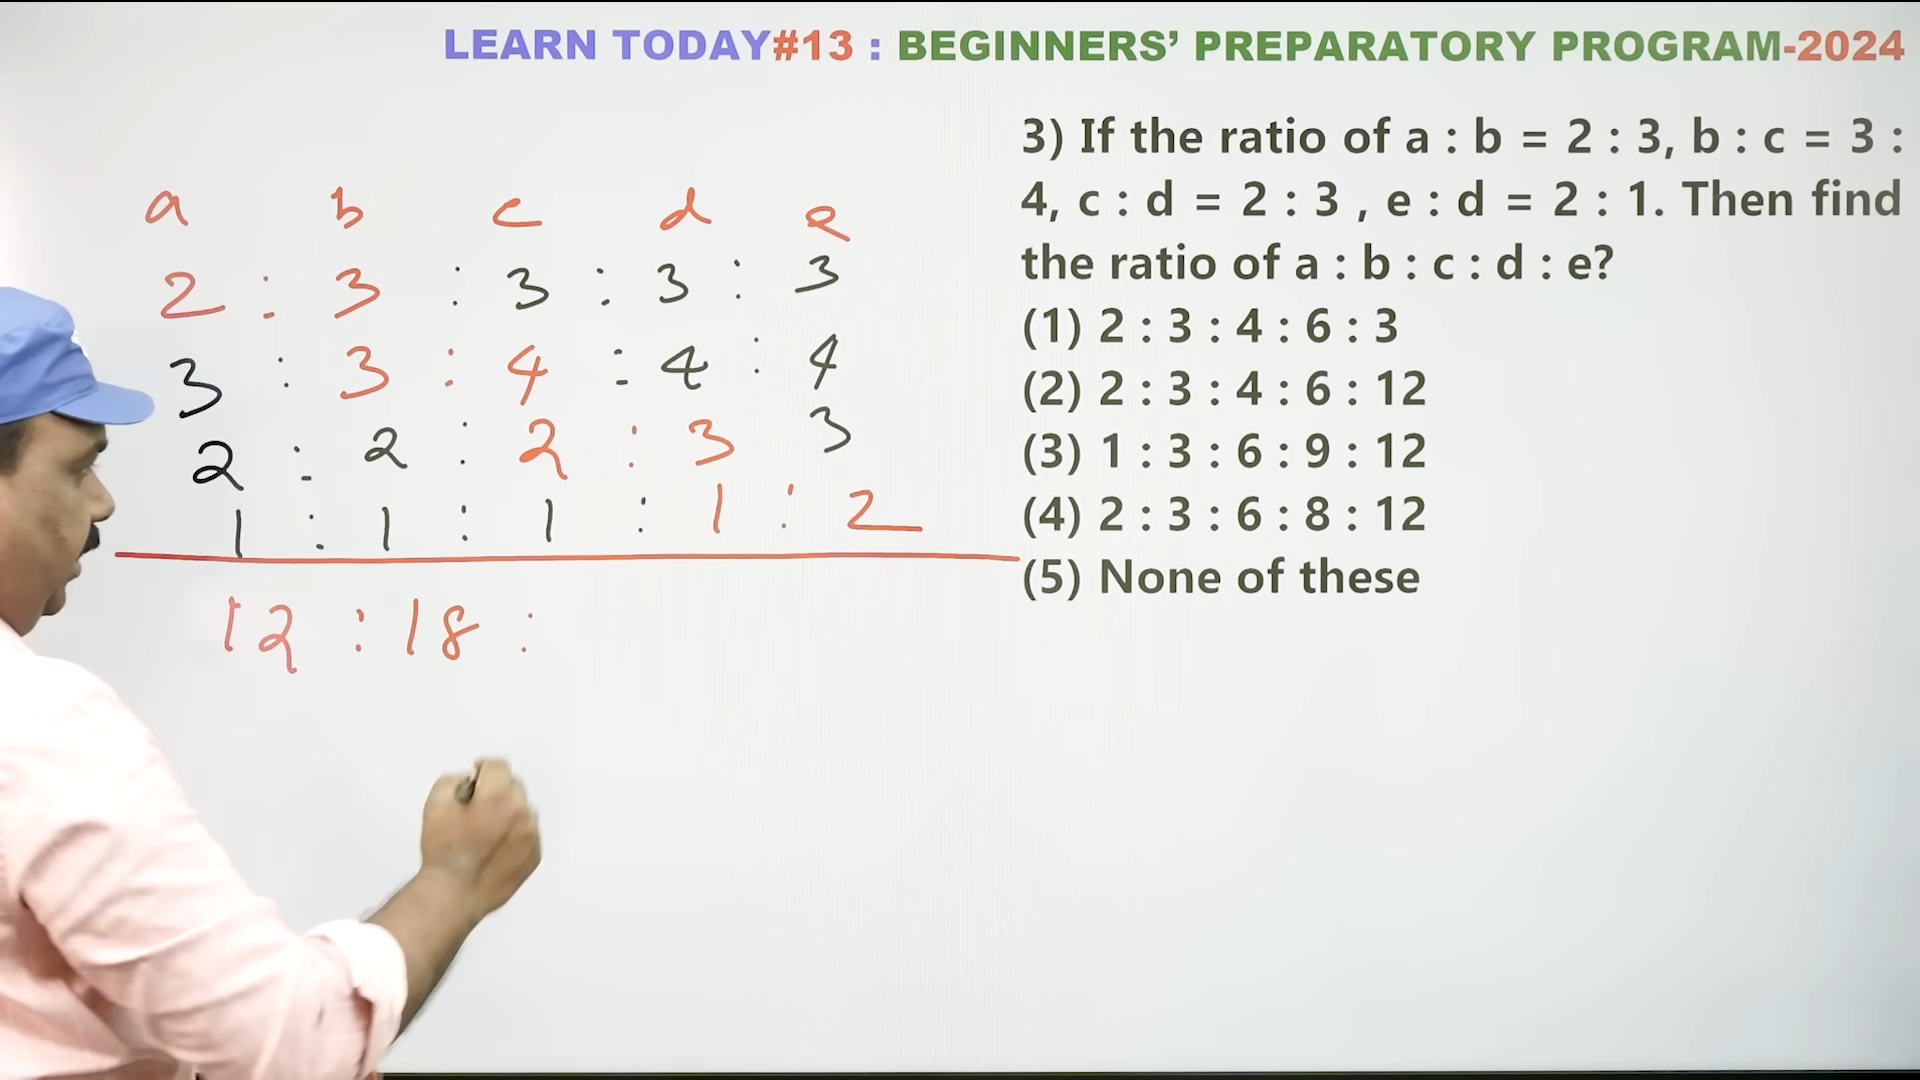 LEARN TODAY#13 : BEGINNERS’ PREPARATORY PROGRAM-2024
a b c d e
2 : 3 : 3 : 3 : 3
3 : 3 : 4 : 4 : 4
2 : 2 : 2 : 3 3
1 : 1 : 1 : 1 : 2
12 : 18 :
3) If the ratio of a : b = 2 : 3, b : c = 3 :
4, c : d = 2 : 3 , e : d = 2 : 1. Then find
the ratio of a : b : c : d : e?
(1) 2 : 3 : 4 : 6 : 3
(2) 2 : 3 : 4 : 6 : 12
(3) 1 : 3 : 6 : 9 : 12
(4) 2 : 3 : 6 : 8 : 12
(5) None of these